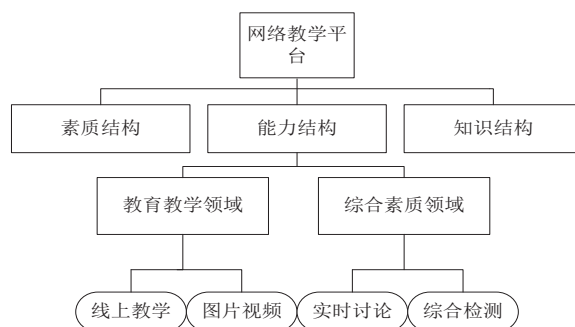 网络教学平
台
素质结构
能力结构
知识结构
教育教学领域
综合素质领域
线上教学
图片视频
实时讨论
综合检测